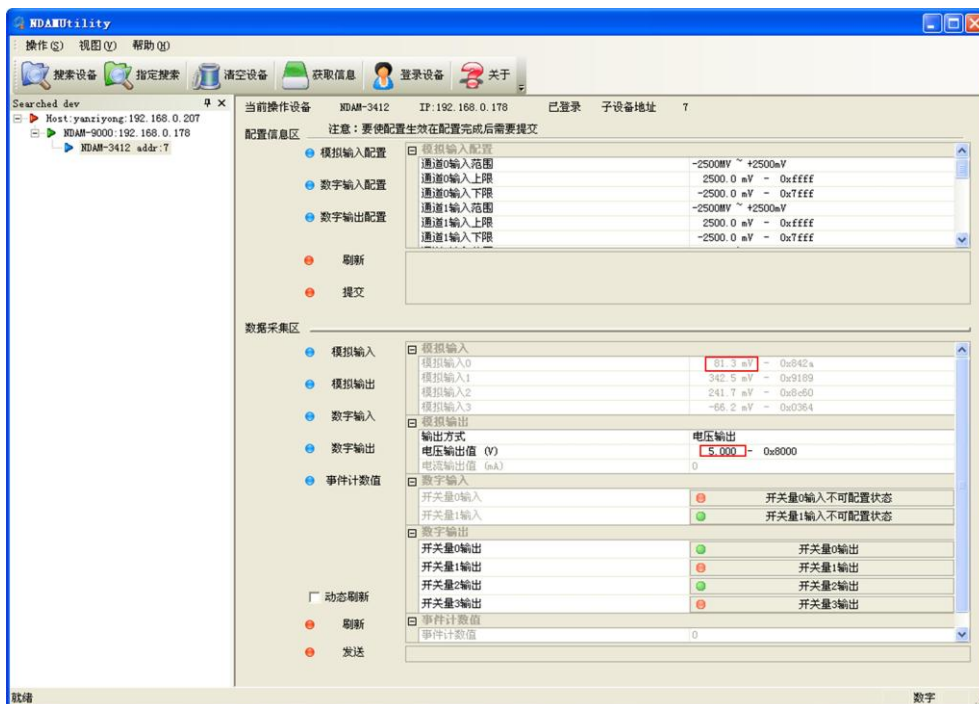 NDAMUtility
操作(S) 视图(V) 帮助(H)
搜索设备 指定搜索 清空设备 获取信息 登录设备 关于
Searched dev
Host:yanziyong:192.168.0.207
NDAM-9000:192.168.0.178
NDAM-3412 addr:7
当前操作设备 NDAM-3412 IP:192.168.0.178 已登录 子设备地址 7
配置信息区 注意：要使配置生效在配置完成后需要提交
模拟输入配置
数字输入配置
数字输出配置
刷新
提交
模拟输入配置
通道0输入范围 -2500MV ~ +2500mV
通道0输入上限 2500.0 mV - 0xffff
通道0输入下限 -2500.0 mV - 0x7fff
通道1输入范围 -2500MV ~ +2500mV
通道1输入上限 2500.0 mV - 0xffff
通道1输入下限 -2500.0 mV - 0x7fff
数据采集区
模拟输入
模拟输出
数字输入
数字输出
事件计数值
动态刷新
刷新
发送
模拟输入
模拟输入0 81.3 mV - 0x842a
模拟输入1 342.5 mV - 0x9189
模拟输入2 241.7 mV - 0x8c60
模拟输入3 -66.2 mV - 0x0364
模拟输出
输出方式 电压输出
电压输出值 (V) 5.000 - 0x8000
电流输出值 (mA) 0
数字输入
开关量0输入 开关量0输入不可配置状态
开关量1输入 开关量1输入不可配置状态
数字输出
开关量0输出 开关量0输出
开关量1输出 开关量1输出
开关量2输出 开关量2输出
开关量3输出 开关量3输出
事件计数值
事件计数值 0
就绪 数字